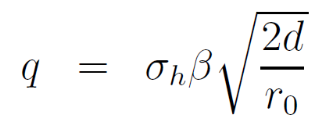 q = σ_h β √(2d / r_0)